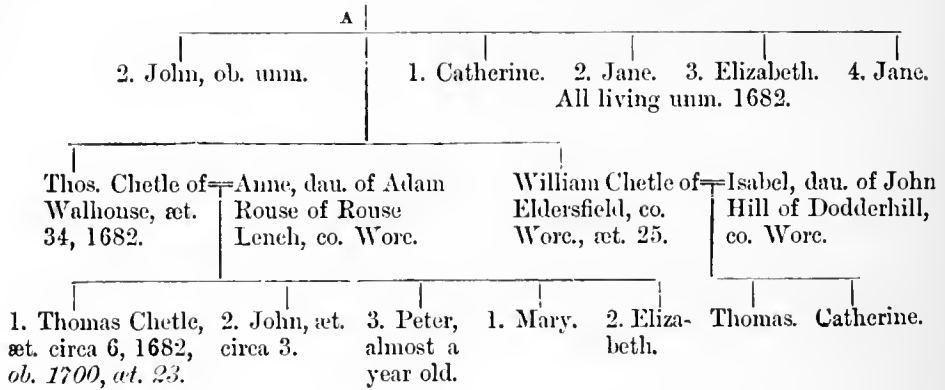 A
2. John, ob. unm.
1. Catherine. 2. Jane. 3. Elizabeth. 4. Jane.
All living unm. 1682.
Thos. Chetle of
Walhouse, æt.
34, 1682.
Anne, dau. of Adam
Rouse of Rouse
Lench, co. Worc.
William Chetle of
Eldersfield, co.
Worc., æt. 25.
Isabel, dau. of John
Hill of Dodderhill,
co. Worc.
1. Thomas Chetle,
æt. circa 6, 1682,
ob. 1700, æt. 23.
2. John, æt.
circa 3.
3. Peter,
almost a
year old.
1. Mary.
2. Eliza-
beth.
Thomas.
Catherine.